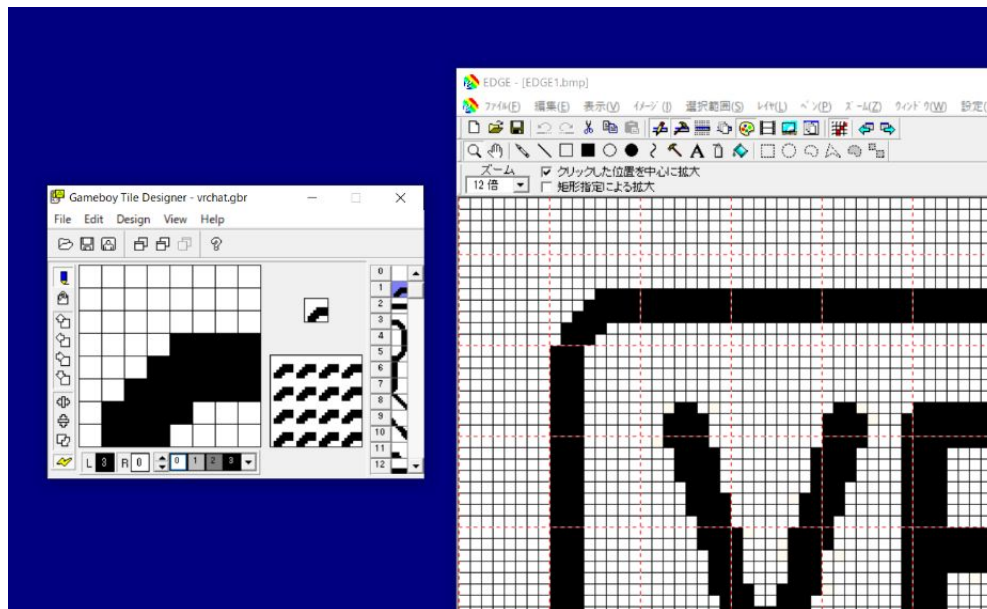 EDGE - [EDGE1.bmp]
ファイル(F) 編集(E) 表示(V) イメージ(I) 選択範囲(S) レイヤ(L) ペン(P) ズーム(Z) ウィンドウ(W) 設定(
ズーム
クリックした位置を中心に拡大
12 倍
矩形指定による拡大
Gameboy Tile Designer - vrchat.gbr
File Edit Design View Help
0
1
2
3
4
5
6
7
8
9
10
11
12
L 3 R 0 0 1 2 3